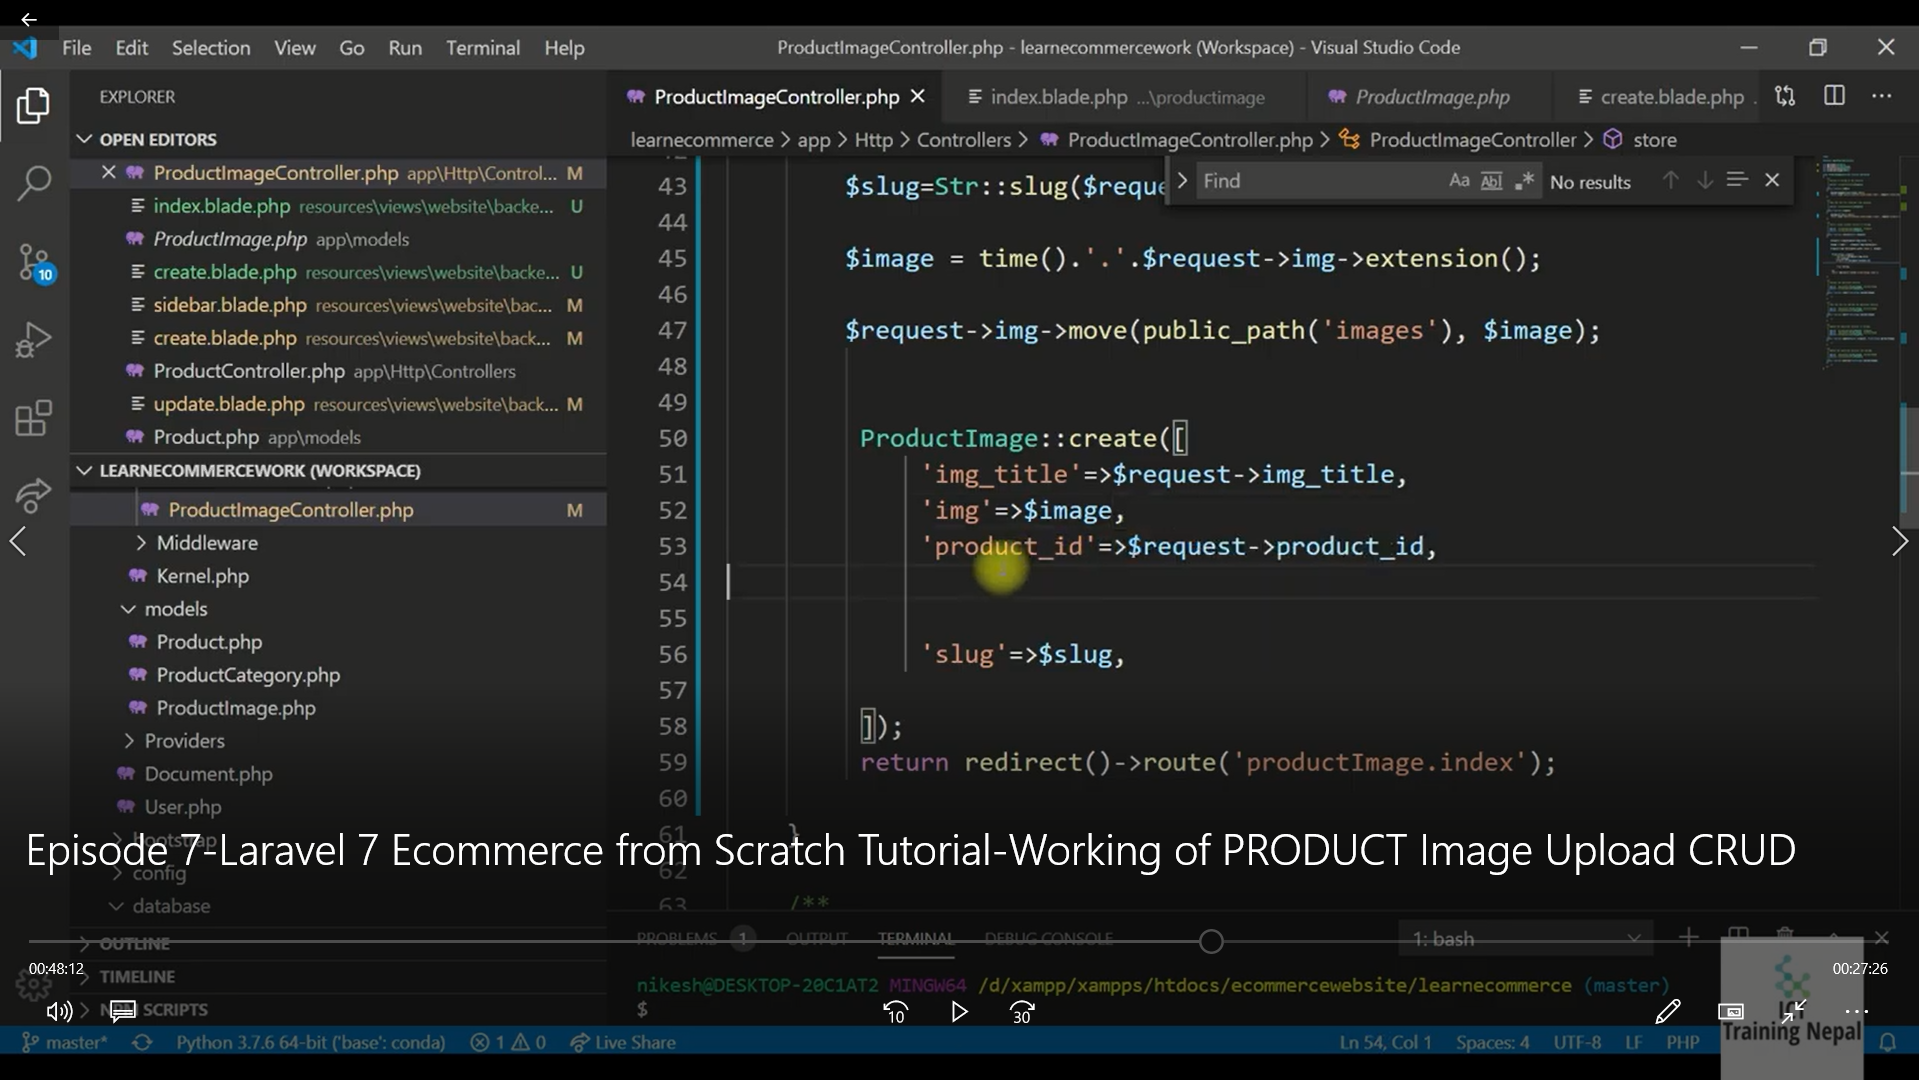 File Edit Selection View Go Run Terminal Help
ProductImageController.php - learnecommercework (Workspace) - Visual Studio Code
EXPLORER
OPEN EDITORS
ProductImageController.php app\Http\Control... M
index.blade.php resources\views\website\backe... U
ProductImage.php app\models
create.blade.php resources\views\website\backe... U
sidebar.blade.php resources\views\website\bac... M
create.blade.php resources\views\website\back... M
ProductController.php app\Http\Controllers
update.blade.php resources\views\website\back... M
Product.php app\models
LEARNECOMMERCEWORK (WORKSPACE)
ProductImageController.php M
Middleware
Kernel.php
models
Product.php
ProductCategory.php
ProductImage.php
Providers
Document.php
User.php
bootstrap
config
database
OUTLINE
TIMELINE
NPM SCRIPTS
10
ProductImageController.php index.blade.php ...\productimage ProductImage.php create.blade.php .
learnecommerce > app > Http > Controllers > ProductImageController.php > ProductImageController > store
Find Aa Abl .* No results
43 $slug=Str::slug($reque
44
45 $image = time().'.'.$request->img->extension();
46
47 $request->img->move(public_path('images'), $image);
48
49
50 ProductImage::create([
51 'img_title'=>$request->img_title,
52 'img'=>$image,
53 'product_id'=>$request->product_id,
54
55
56 'slug'=>$slug,
57
58 ]);
59 return redirect()->route('productImage.index');
60
61 }
62
63 /**
Episode 7-Laravel 7 Ecommerce from Scratch Tutorial-Working of PRODUCT Image Upload CRUD
PROBLEMS 1 OUTPUT TERMINAL DEBUG CONSOLE 1: bash
nikesh@DESKTOP-20C1AT2 MINGW64 /d/xampp/xampps/htdocs/ecommercewebsite/learnecommerce (master)
$
00:48:12
00:27:26
10 30
ICT
Training Nepal
master* Python 3.7.6 64-bit ('base': conda) 1 0 Live Share Ln 54, Col 1 Spaces: 4 UTF-8 LF PHP